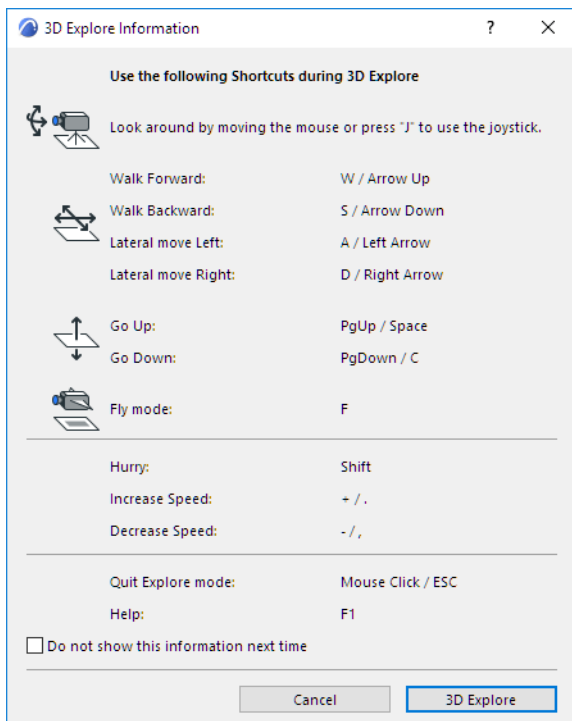 3D Explore Information
Use the following Shortcuts during 3D Explore
Look around by moving the mouse or press "J" to use the joystick.
Walk Forward: W / Arrow Up
Walk Backward: S / Arrow Down
Lateral move Left: A / Left Arrow
Lateral move Right: D / Right Arrow
Go Up: PgUp / Space
Go Down: PgDown / C
Fly mode: F
Hurry: Shift
Increase Speed: + / .
Decrease Speed: - / ,
Quit Explore mode: Mouse Click / ESC
Help: F1
Do not show this information next time
Cancel 3D Explore